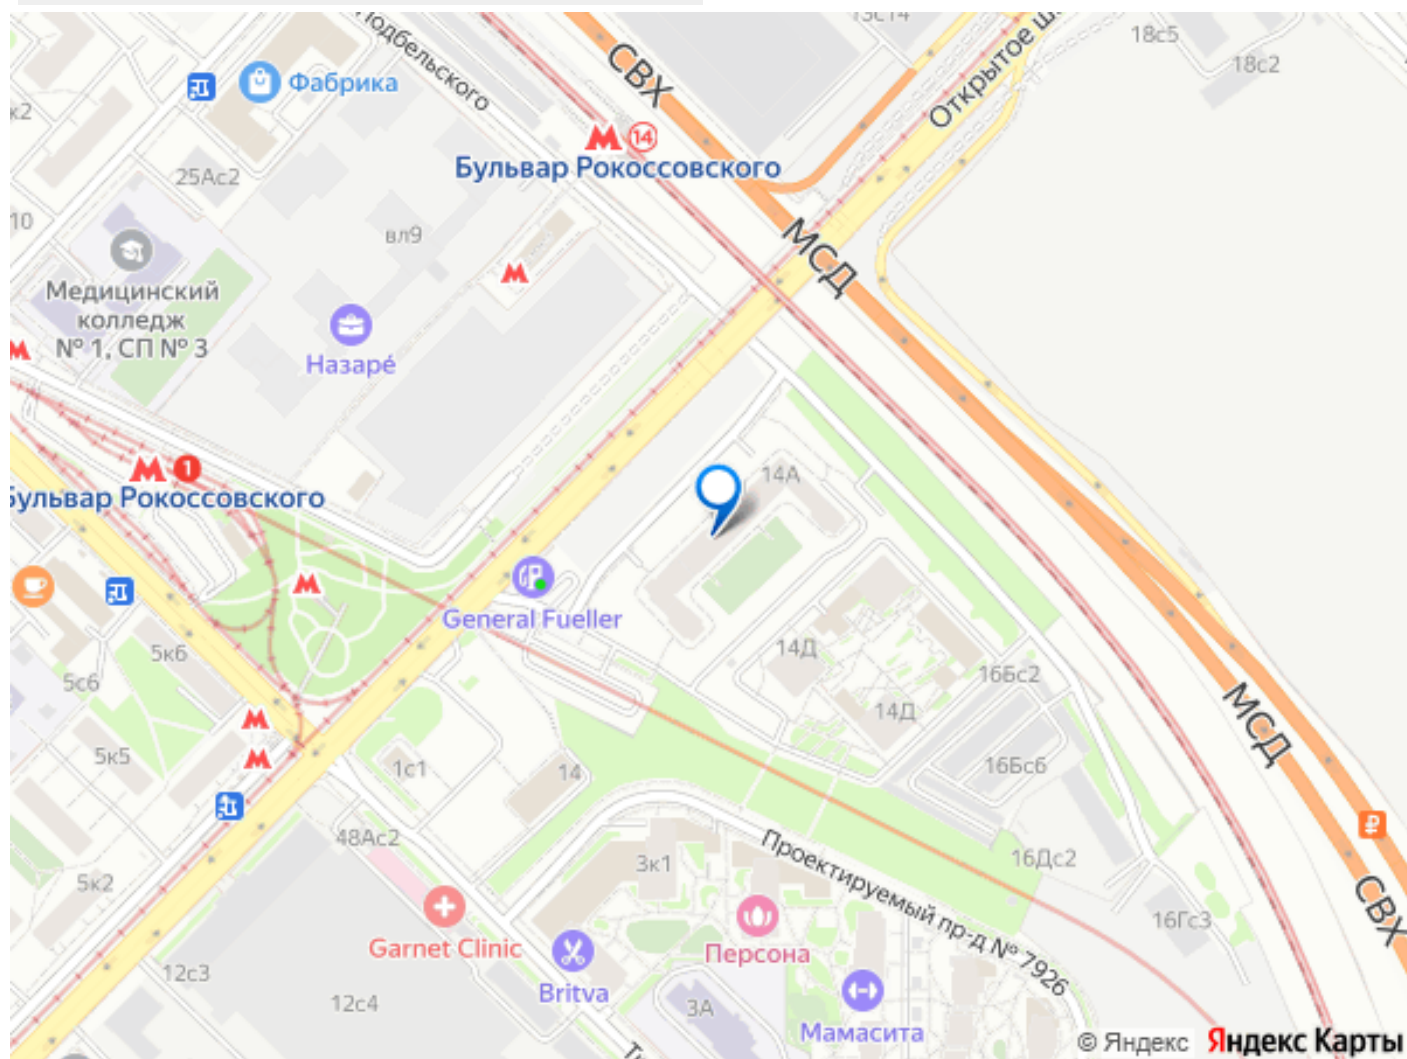 13с14
18с5
18с2
Подбельского
СВХ
Открытое ш.
Фабрика
к2
14
Бульвар Рокоссовского
25Ас2
10
вл9
МСД
Медицинский
колледж
№ 1, СП № 3
Назарé
14А
1
Бульвар Рокоссовского
General Fueller
5к6
14Д
5с6
16Бс2
14Д
МСД
5к5
1с1
14
16Бс6
48Ас2
Проектируемый пр-д № 7926
3к1
16Дс2
5к2
СВХ
16Гс3
Garnet Clinic
Персона
12с3
Britva
12с4
3А
Мамасита
© Яндекс Яндекс Карты